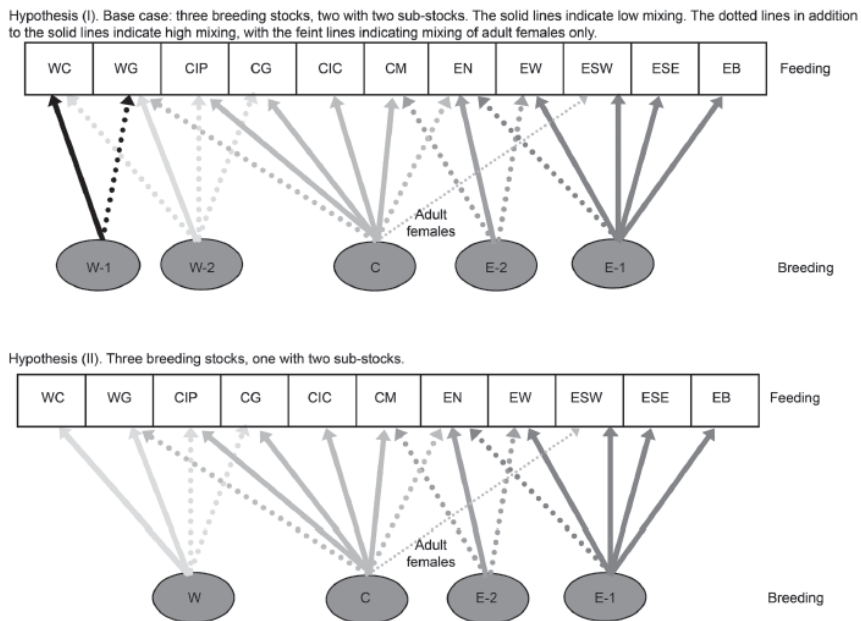 Hypothesis (I). Base case: three breeding stocks, two with two sub-stocks. The solid lines indicate low mixing. The dotted lines in addition
to the solid lines indicate high mixing, with the feint lines indicating mixing of adult females only.
WC WG CIP CG CIC CM EN EW ESW ESE EB Feeding
Adult
females
W-1 W-2 C E-2 E-1 Breeding
Hypothesis (II). Three breeding stocks, one with two sub-stocks.
WC WG CIP CG CIC CM EN EW ESW ESE EB Feeding
Adult
females
W C E-2 E-1 Breeding